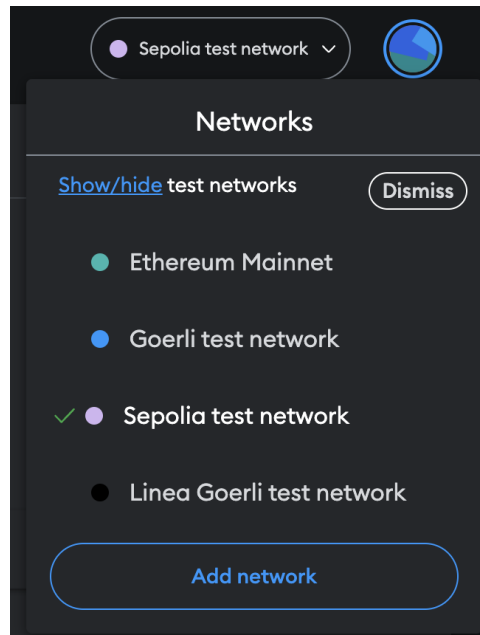 Sepolia test network
Networks
Show/hide test networks
Dismiss
Ethereum Mainnet
Goerli test network
Sepolia test network
Linea Goerli test network
Add network